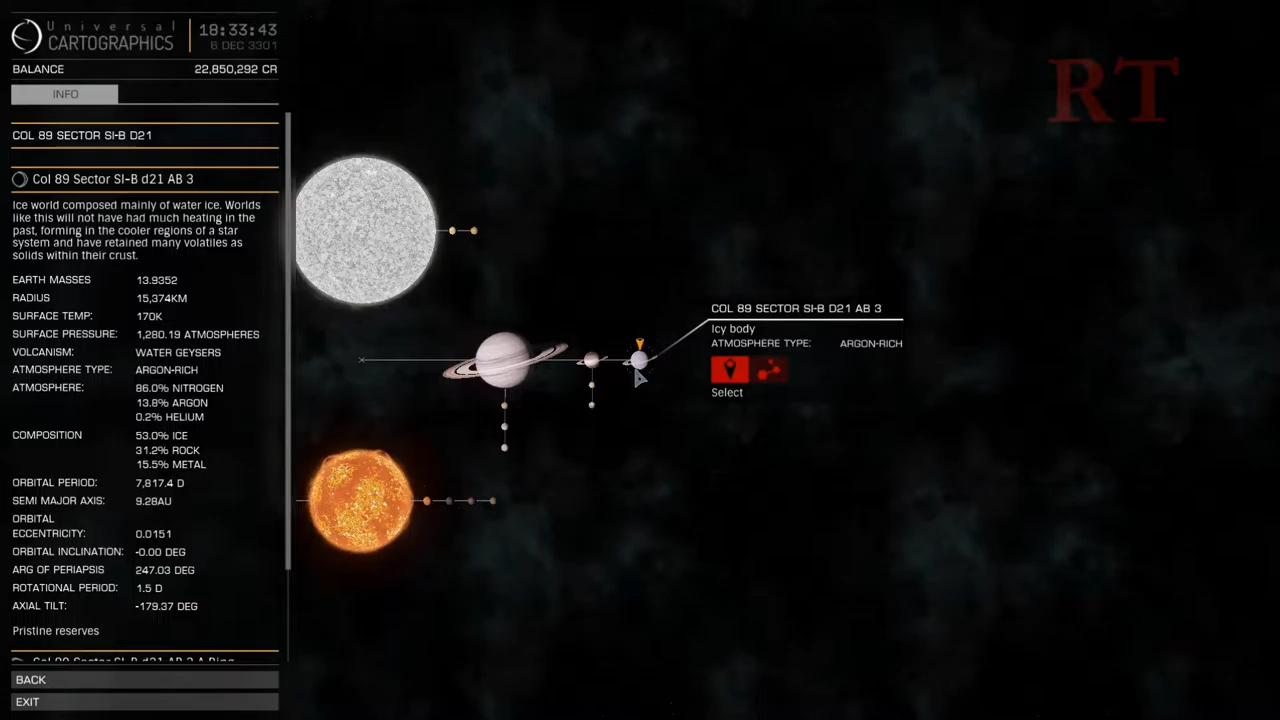 Universal
CARTOGRAPHICS
18:33:43
6 DEC 3301
BALANCE 22,850,292 CR
INFO
COL 89 SECTOR SI-B D21
Col 89 Sector SI-B d21 AB 3
Ice world composed mainly of water ice. Worlds
like this will not have had much heating in the
past, forming in the cooler regions of a star
system and have retained many volatiles as
solids within their crust.
EARTH MASSES 13.9352
RADIUS 15,374KM
SURFACE TEMP: 170K
SURFACE PRESSURE: 1,280.19 ATMOSPHERES
VOLCANISM: WATER GEYSERS
ATMOSPHERE TYPE: ARGON-RICH
ATMOSPHERE: 86.0% NITROGEN
13.8% ARGON
0.2% HELIUM
COMPOSITION 53.0% ICE
31.2% ROCK
15.5% METAL
ORBITAL PERIOD: 7,817.4 D
SEMI MAJOR AXIS: 9.28AU
ORBITAL
ECCENTRICITY: 0.0151
ORBITAL INCLINATION: -0.00 DEG
ARG OF PERIAPSIS 247.03 DEG
ROTATIONAL PERIOD: 1.5 D
AXIAL TILT: -179.37 DEG
Pristine reserves
Col 89 Sector SI-B d21 AB 3 A Ring
BACK
EXIT
RT
COL 89 SECTOR SI-B D21 AB 3
Icy body
ATMOSPHERE TYPE: ARGON-RICH
Select